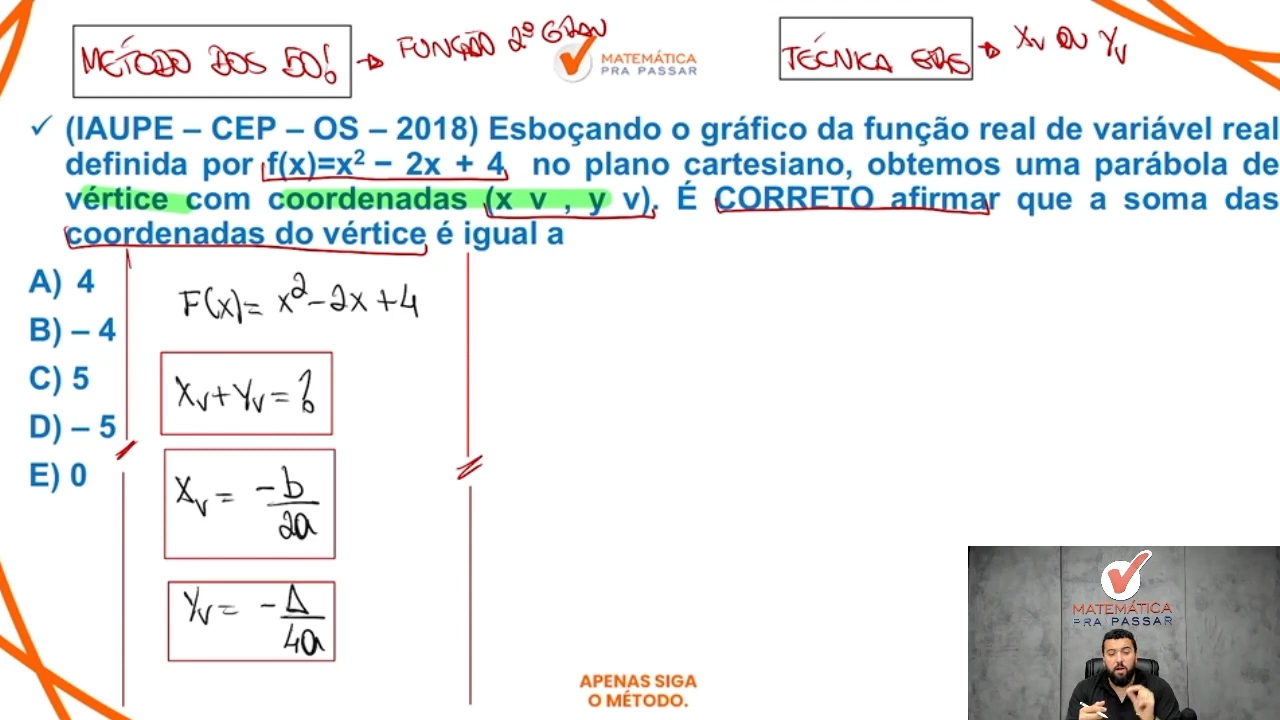 MÉTODO DOS 50!
FUNÇÃO 2º GRAU
MATEMÁTICA
PRA PASSAR
TÉCNICA
XV OU YV
✓ (IAUPE – CEP – OS – 2018) Esboçando o gráfico da função real de variável real
definida por f(x)=x² − 2x + 4 no plano cartesiano, obtemos uma parábola de
vértice com coordenadas (x v , y v). É CORRETO afirmar que a soma das
coordenadas do vértice é igual a
A) 4
B) – 4
C) 5
D) – 5
E) 0
F(x)= x²-2x+4
Xv+Yv=?
Xv = -b/2a
Yv = -Δ/4a
MATEMÁTICA
PRA PASSAR
APENAS SIGA
O MÉTODO.